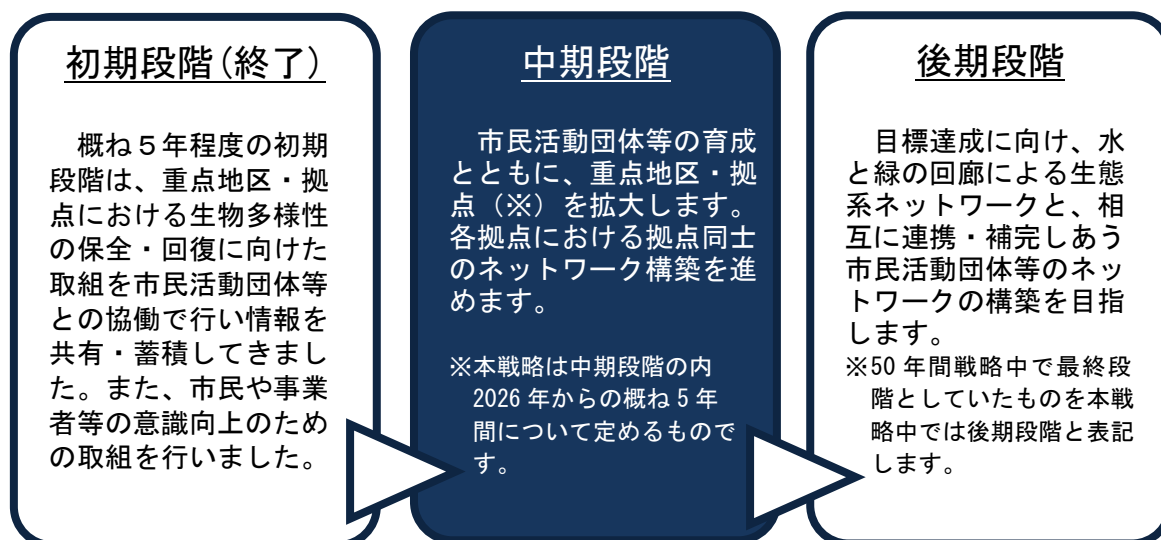 初期段階(終了)
　概ね５年程度の初期
段階は、重点地区・拠
点における生物多様性
の保全・回復に向けた
取組を市民活動団体等
との協働で行い情報を
共有・蓄積してきまし
た。また、市民や事業
者等の意識向上のため
の取組を行いました。
中期段階
　市民活動団体等の育成
とともに、重点地区・拠
点（※）を拡大します。
各拠点における拠点同士
のネットワーク構築を進
めます。
※本戦略は中期段階の内
2026 年からの概ね 5 年
間について定めるもので
す。
後期段階
　目標達成に向け、水
と緑の回廊による生態
系ネットワークと、相
互に連携・補完しあう
市民活動団体等のネッ
トワークの構築を目指
します。
※50 年間戦略中で最終段
階としていたものを本戦
略中では後期段階と表記
します。